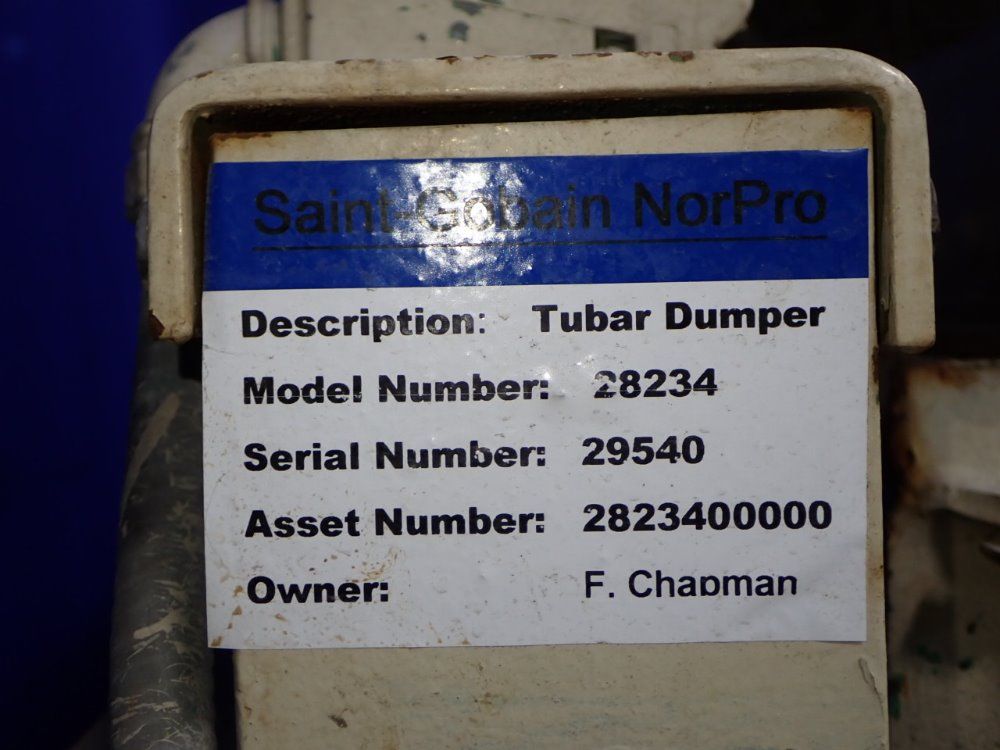 Saint-Gobain NorPro
Description: Tubar Dumper
Model Number: 28234
Serial Number: 29540
Asset Number: 2823400000
Owner: F. Chapman